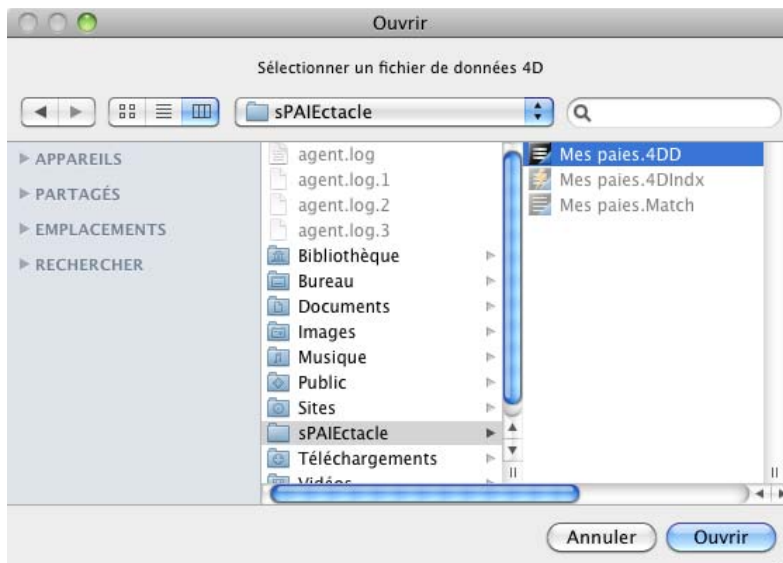 Ouvrir
Sélectionner un fichier de données 4D
sPAIEctacle
APPAREILS
PARTAGÉS
EMPLACEMENTS
RECHERCHER
agent.log
agent.log.1
agent.log.2
agent.log.3
Bibliothèque
Bureau
Documents
Images
Musique
Public
Sites
sPAIEctacle
Téléchargements
Vidéos
Mes paies.4DD
Mes paies.4DIndx
Mes paies.Match
Annuler
Ouvrir